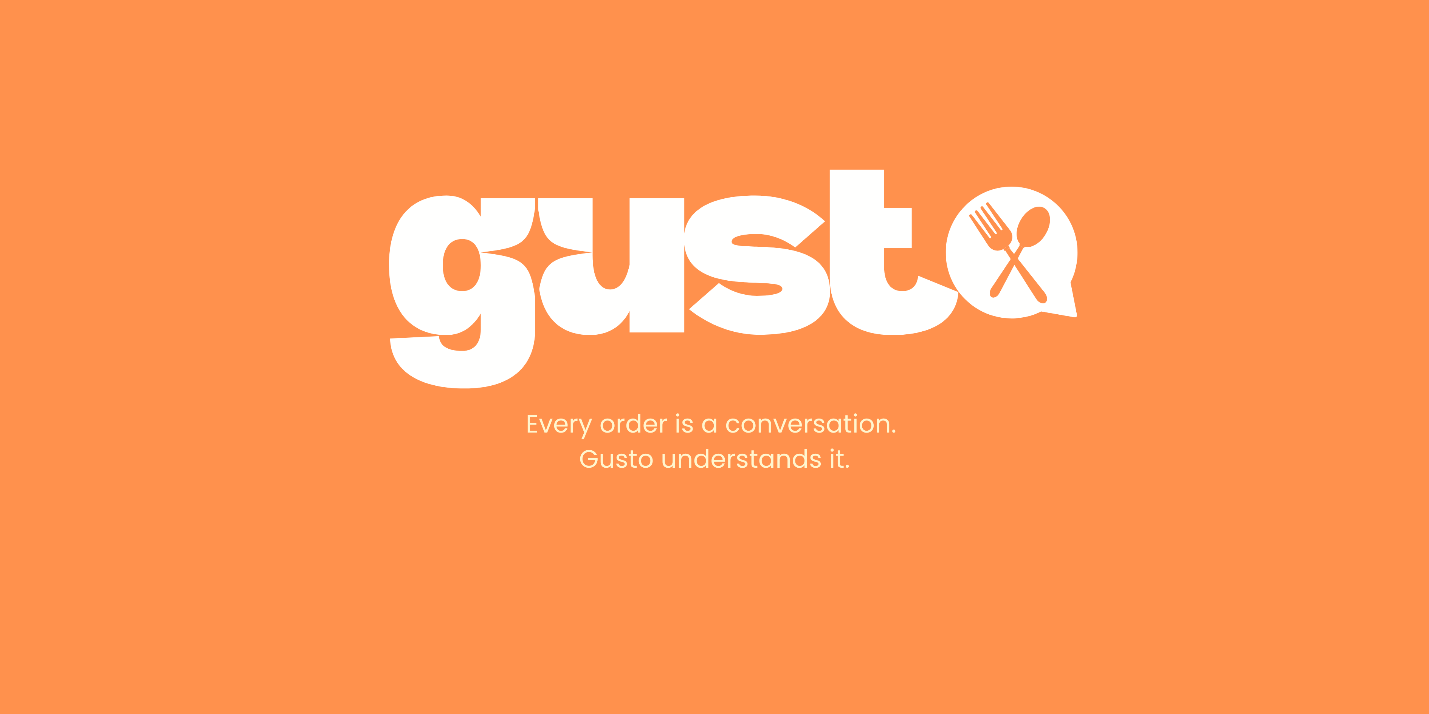 gusto
Every order is a conversation.
Gusto understands it.